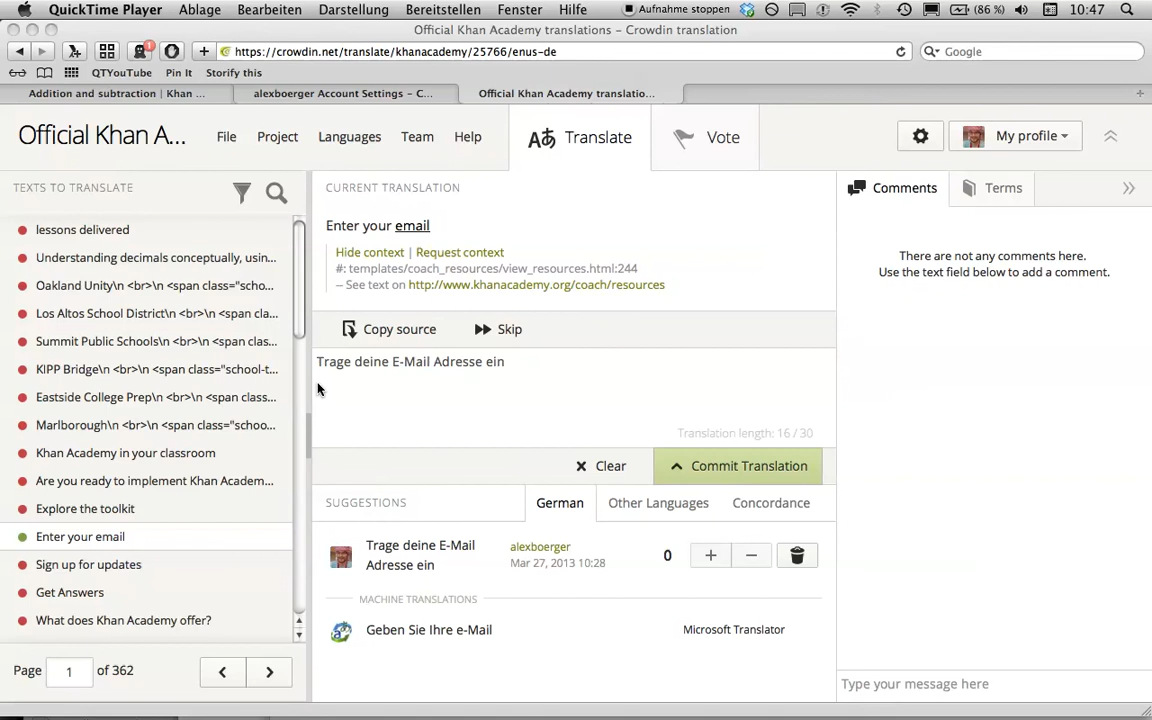 QuickTime Player Ablage Bearbeiten Darstellung Bereitstellen Fenster Hilfe Aufnahme stoppen (86 %) 10:47
Official Khan Academy translations – Crowdin translation
https://crowdin.net/translate/khanacademy/25766/enus-de
Google
QTYouTube Pin It Storify this
Addition and subtraction | Khan ... alexboerger Account Settings – C... Official Khan Academy translatio...
Official Khan A... File Project Languages Team Help Translate Vote My profile
TEXTS TO TRANSLATE
lessons delivered
Understanding decimals conceptually, usin...
Oakland Unity\n <br>\n <span class="scho...
Los Altos School District\n <br>\n <span cla...
Summit Public Schools\n <br>\n <span clas...
KIPP Bridge\n <br>\n <span class="school-t...
Eastside College Prep\n <br>\n <span class...
Marlborough\n <br>\n <span class="schoo...
Khan Academy in your classroom
Are you ready to implement Khan Academ...
Explore the toolkit
Enter your email
Sign up for updates
Get Answers
What does Khan Academy offer?
Page 1 of 362
CURRENT TRANSLATION
Enter your email
Hide context | Request context
#: templates/coach_resources/view_resources.html:244
-- See text on http://www.khanacademy.org/coach/resources
Copy source Skip
Trage deine E-Mail Adresse ein
Translation length: 16 / 30
Clear Commit Translation
SUGGESTIONS German Other Languages Concordance
Trage deine E-Mail
Adresse ein
alexboerger
Mar 27, 2013 10:28
0
MACHINE TRANSLATIONS
Geben Sie Ihre e-Mail Microsoft Translator
Comments Terms
There are not any comments here.
Use the text field below to add a comment.
Type your message here